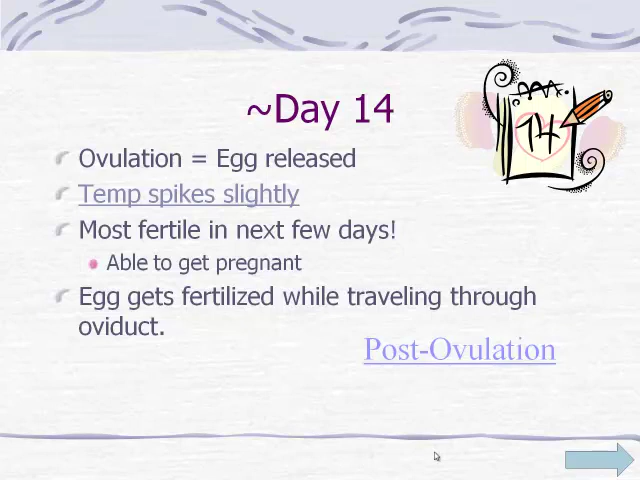 ~Day 14
14
Ovulation = Egg released
Temp spikes slightly
Most fertile in next few days!
Able to get pregnant
Egg gets fertilized while traveling through
oviduct.
Post-Ovulation